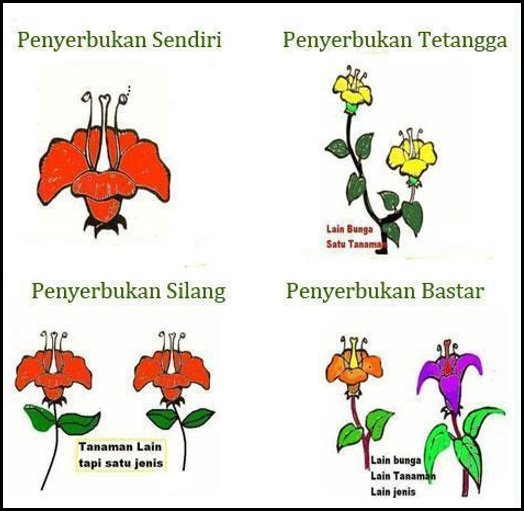 Penyerbukan Sendiri
Penyerbukan Tetangga
Lain Bunga
Satu Tanaman
Penyerbukan Silang
Penyerbukan Bastar
Tanaman Lain
tapi satu jenis
Lain bunga
Lain Tanaman
Lain jenis